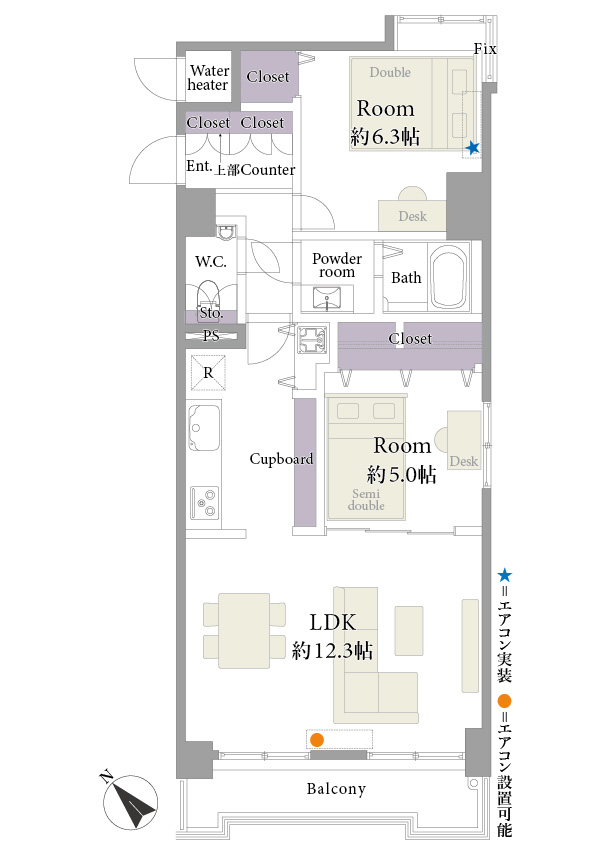 Fix
Water
heater
Closet
Double
Room
約6.3帖
Closet
Closet
Ent.
上部Counter
Desk
W.C.
Powder
room
Bath
Sto.
PS
Closet
R
Room
約5.0帖
Cupboard
Desk
Semi
double
LDK
約12.3帖
★=エアコン実装
●=エアコン設置可能
Balcony
N